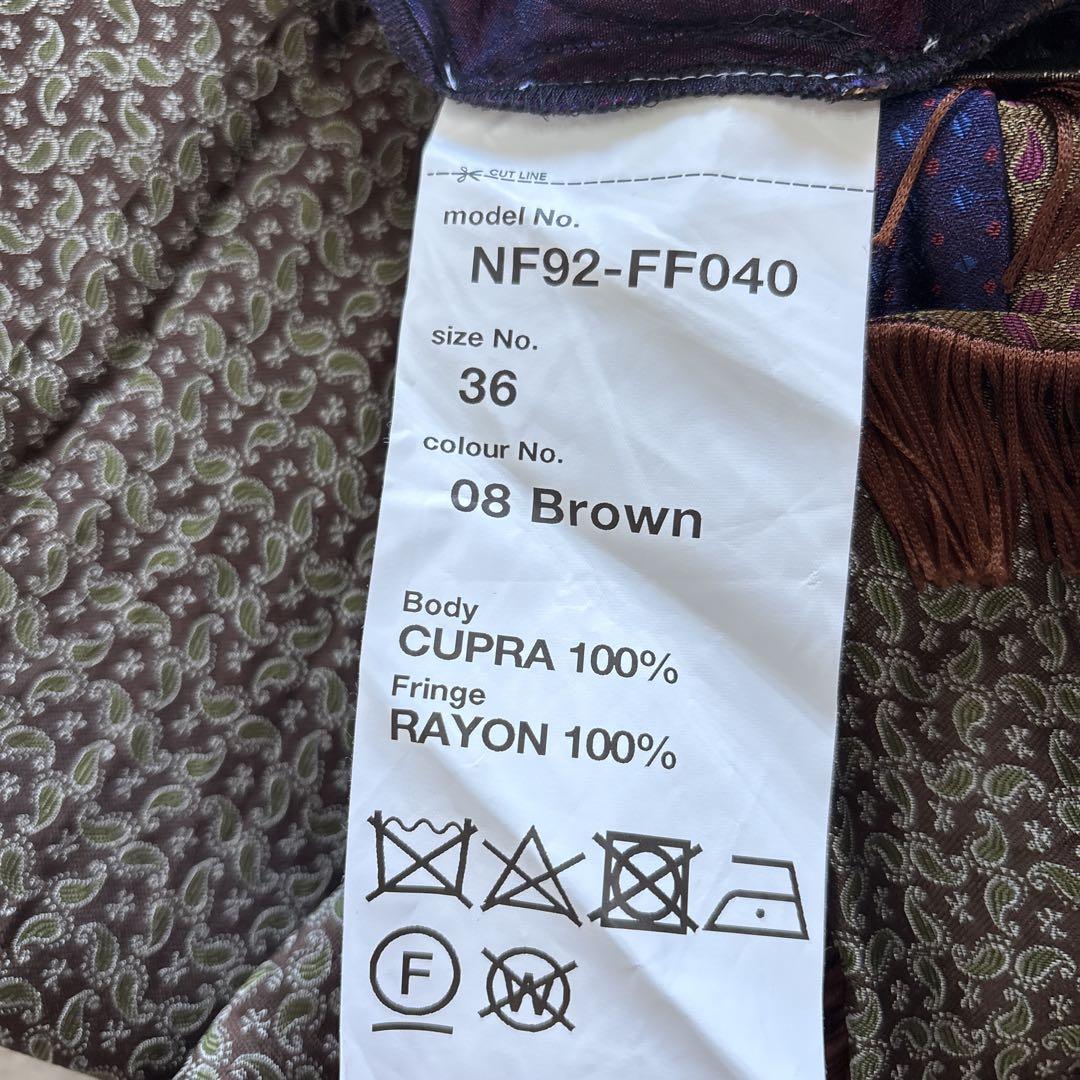 CUT LINE
model No.
NF92-FF040
size No.
36
colour No.
08 Brown
Body
CUPRA 100%
Fringe
RAYON 100%
F
W